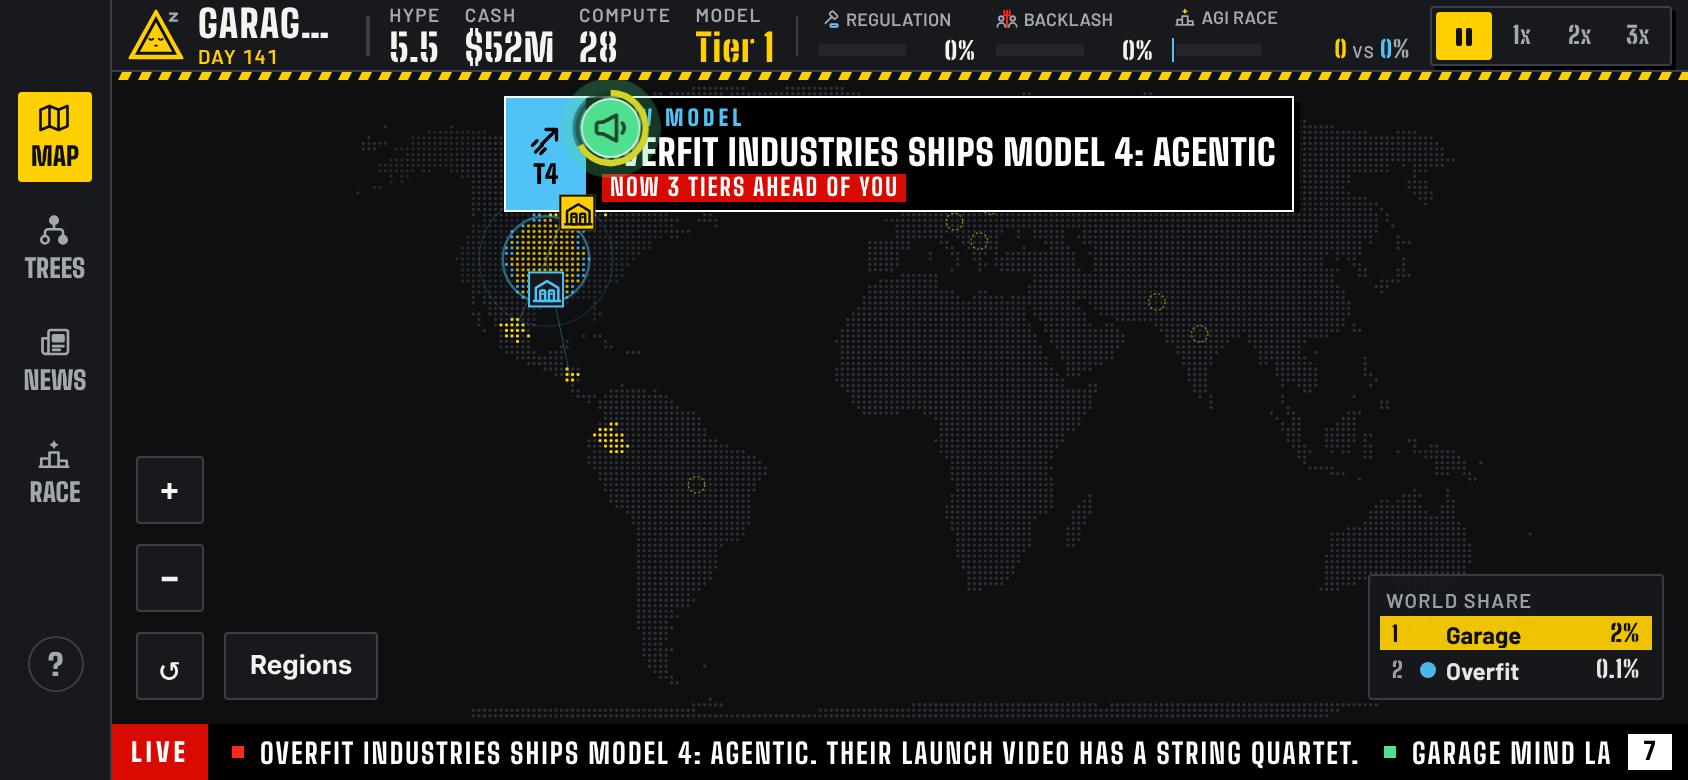 z
GARAG...
DAY 141
HYPE
5.5
CASH
$52M
COMPUTE
28
MODEL
Tier 1
REGULATION
0%
BACKLASH
0%
AGI RACE
0 VS 0%
1x
2x
3x
MAP
TREES
NEWS
RACE
?
T4
MODEL
OVERFIT INDUSTRIES SHIPS MODEL 4: AGENTIC
NOW 3 TIERS AHEAD OF YOU
+
−
↺
Regions
WORLD SHARE
1 Garage 2%
2 Overfit 0.1%
LIVE
OVERFIT INDUSTRIES SHIPS MODEL 4: AGENTIC. THEIR LAUNCH VIDEO HAS A STRING QUARTET.
GARAGE MIND LA
7